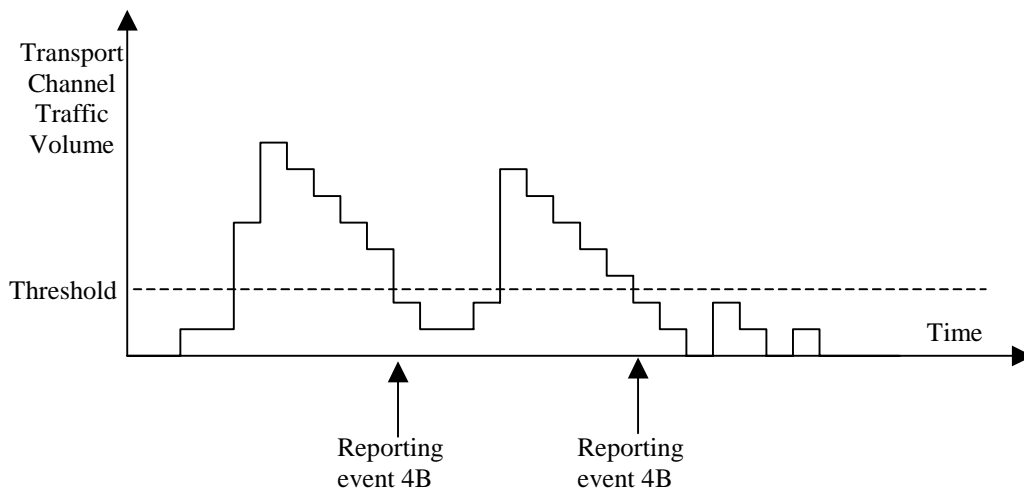 Transport
Channel
Traffic
Volume
Threshold
Time
Reporting
event 4B
Reporting
event 4B